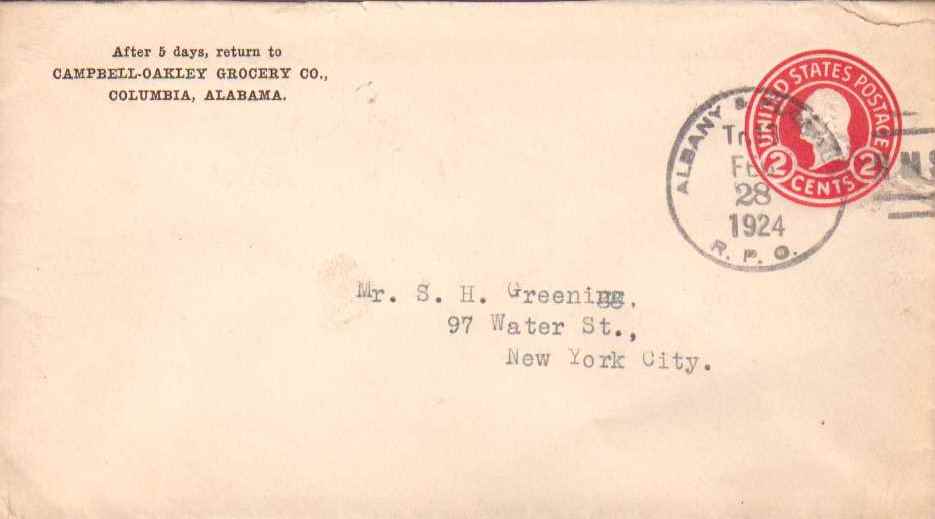 After 5 days, return to
CAMPBELL-OAKLEY GROCERY CO.,
COLUMBIA, ALABAMA.
UNITED STATES POSTAGE
2 CENTS 2
ALBANY &
FEB
28
1924
R. P. O.
Mr. S. H. Greening,
97 Water St.,
New York City.